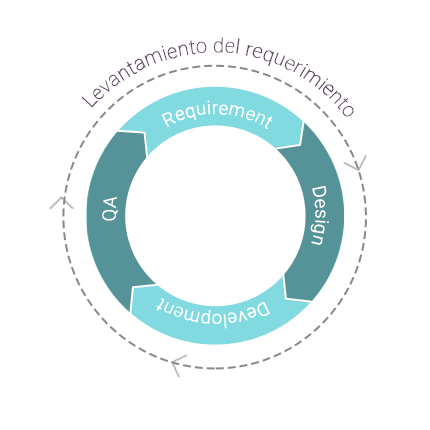 Levantamiento del requerimiento
Requirement
Design
Development
QA